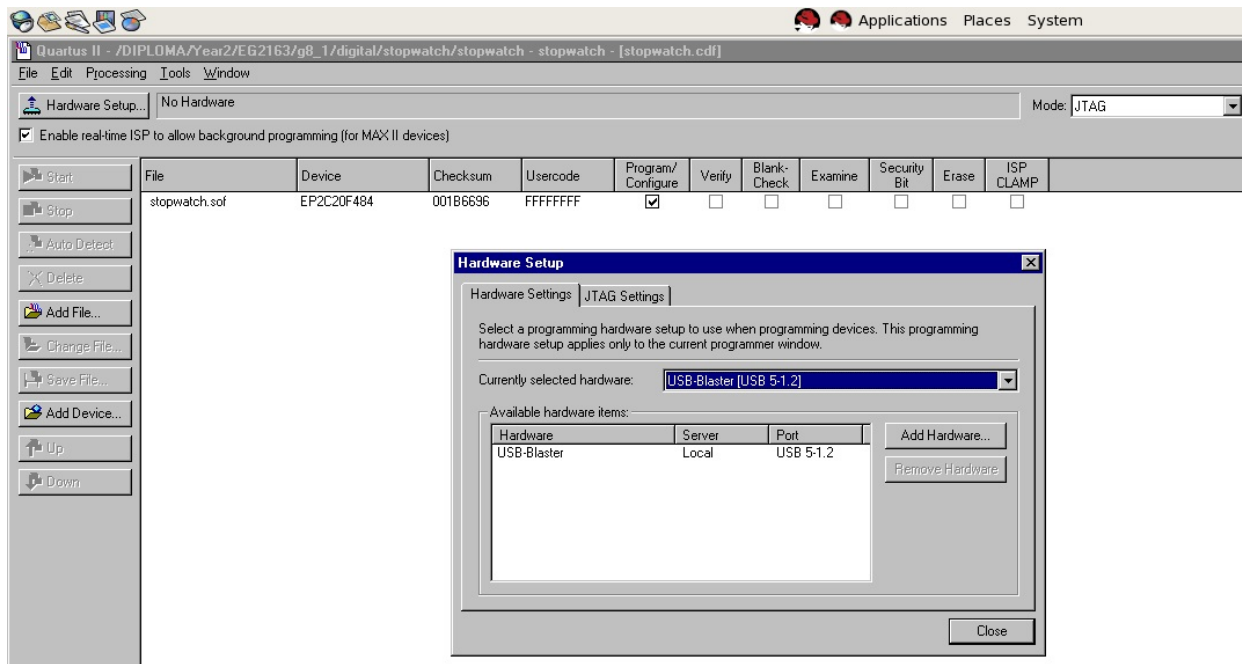 Applications Places System
Quartus II - /DIPLOMA/Year2/EG2163/g8_1/digital/stopwatch/stopwatch - stopwatch - [stopwatch.cdf]
File Edit Processing Tools Window
Hardware Setup... No Hardware Mode: JTAG
Enable real-time ISP to allow background programming (for MAX II devices)
Start
Stop
Auto Detect
Delete
Add File...
Change File...
Save File...
Add Device...
Up
Down
File Device Checksum Usercode Program/ Configure Verify Blank- Check Examine Security Bit Erase ISP CLAMP
stopwatch.sof EP2C20F484 001B6696 FFFFFFFF
Hardware Setup
Hardware Settings JTAG Settings
Select a programming hardware setup to use when programming devices. This programming
hardware setup applies only to the current programmer window.
Currently selected hardware: USB-Blaster [USB 5-1.2]
Available hardware items:
Hardware Server Port
USB-Blaster Local USB 5-1.2
Add Hardware...
Remove Hardware
Close